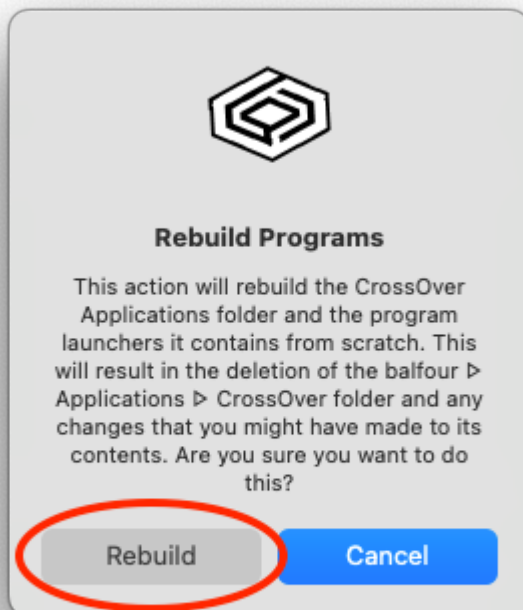 Rebuild Programs
This action will rebuild the CrossOver
Applications folder and the program
launchers it contains from scratch. This
will result in the deletion of the balfour ▷
Applications ▷ CrossOver folder and any
changes that you might have made to its
contents. Are you sure you want to do
this?
Rebuild
Cancel